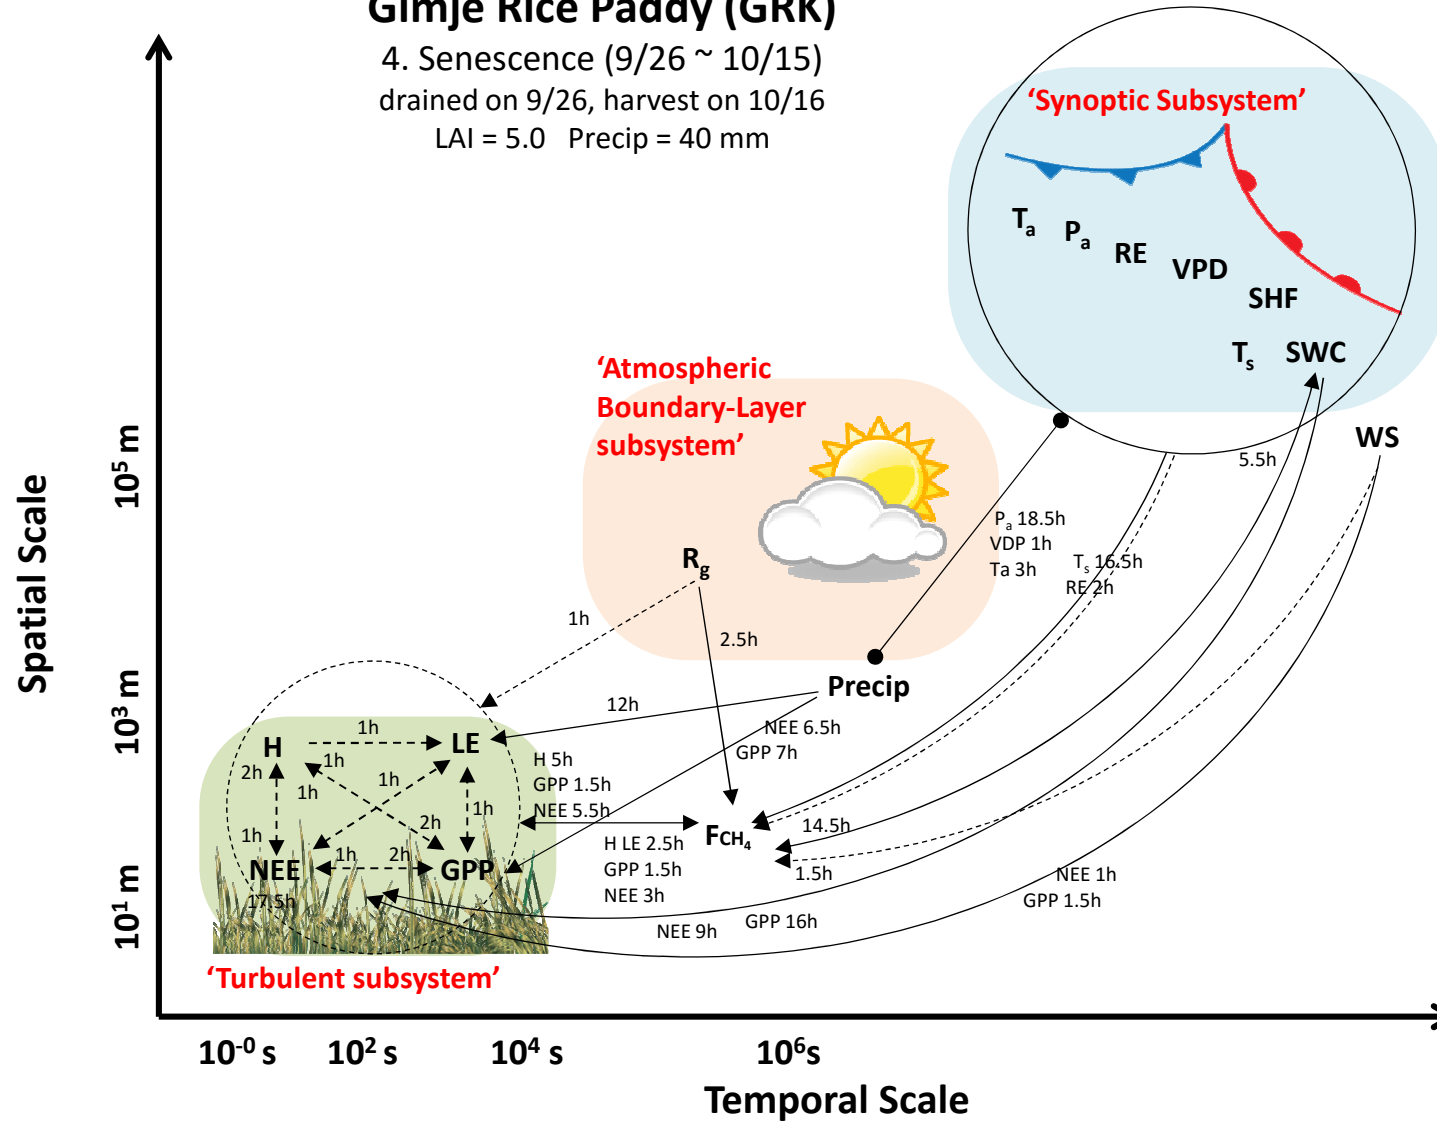 Gimje Rice Paddy (GRK)
4. Senescence (9/26 ~ 10/15)
drained on 9/26, harvest on 10/16
LAI = 5.0 Precip = 40 mm
‘Synoptic Subsystem’
Ta
Pa
RE
VPD
SHF
Ts
SWC
WS
‘Atmospheric
Boundary-Layer
subsystem’
Rg
5.5h
Pa 18.5h
VDP 1h
Ta 3h
Ts 16.5h
RE 2h
1h
2.5h
Precip
12h
NEE 6.5h
GPP 7h
H
1h
LE
2h
1h
1h
1h
1h
2h
1h
NEE
1h
2h
GPP
17.5h
H 5h
GPP 1.5h
NEE 5.5h
FCH4
H LE 2.5h
GPP 1.5h
NEE 3h
14.5h
1.5h
NEE 1h
GPP 1.5h
GPP 16h
NEE 9h
‘Turbulent subsystem’
Spatial Scale
10⁵ m
10³ m
10¹ m
10⁻⁰ s
10² s
10⁴ s
10⁶s
Temporal Scale